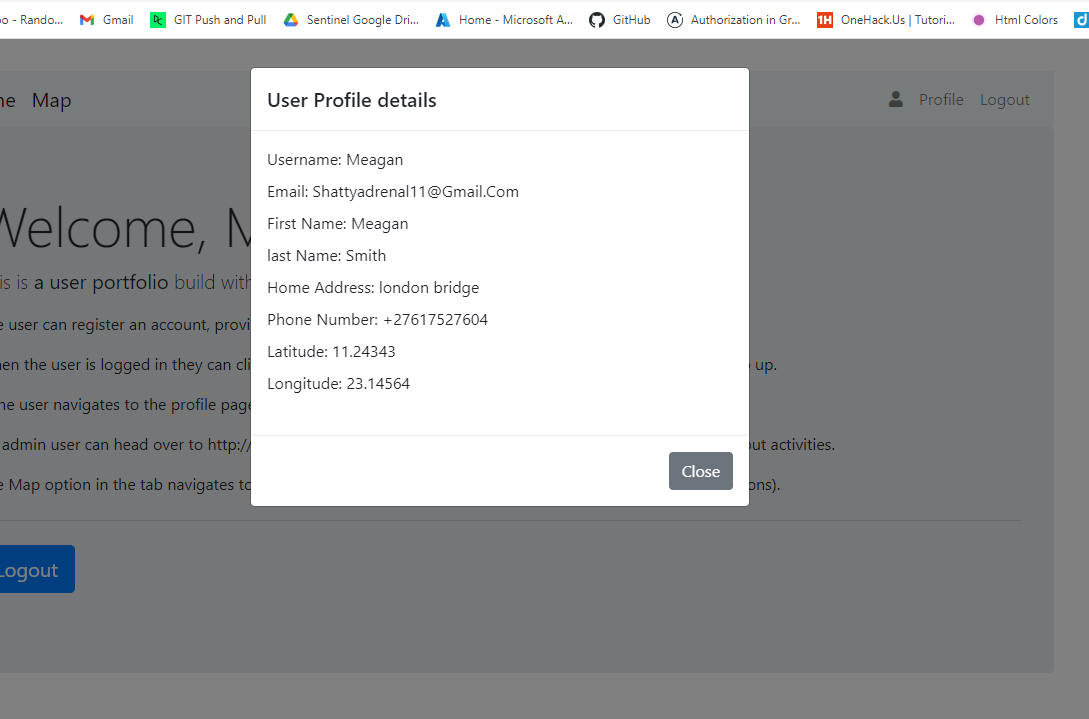 oo - Rando... Gmail GIT Push and Pull Sentinel Google Dri... Home - Microsoft A... GitHub Authorization in Gr... 1H OneHack.Us | Tutori... Html Colors
Map Profile Logout
User Profile details
Username: Meagan
Email: Shattyadrenal11@Gmail.Com
First Name: Meagan
Welcome, M
last Name: Smith
is is a user portfolio build with
Home Address: london bridge
e user can register an account, provi
Phone Number: +27617527604
Latitude: 11.24343
en the user is logged in they can cli up.
Longitude: 23.14564
he user navigates to the profile page
admin user can head over to http:// ut activities.
e Map option in the tab navigates to ons).
Close
Logout